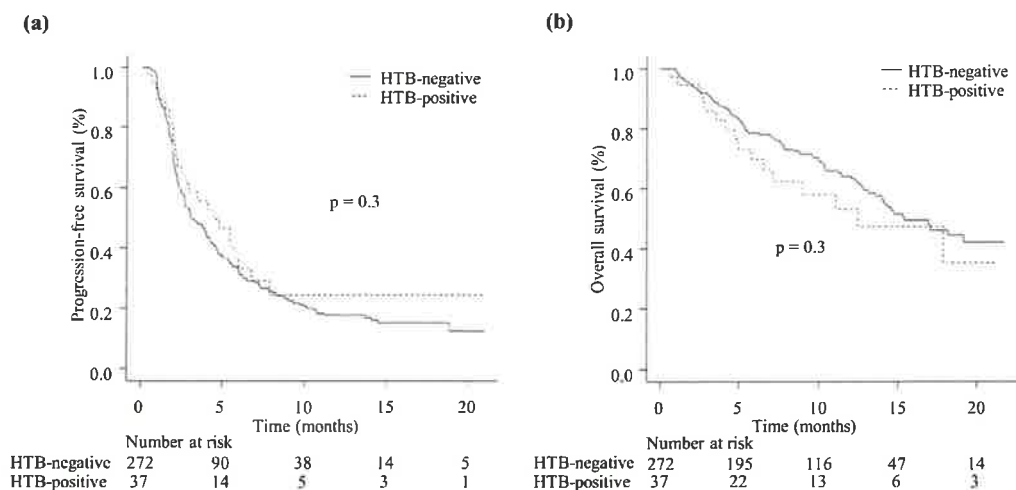 (a)
1.0
0.8
0.6
0.4
0.2
0.0
Progression-free survival (%)
HTB-negative
HTB-positive
p = 0.3
0 5 10 15 20
Time (months)
Number at risk
HTB-negative 272 90 38 14 5
HTB-positive 37 14 5 3 1
(b)
1.0
0.8
0.6
0.4
0.2
0.0
Overall survival (%)
HTB-negative
HTB-positive
p = 0.3
0 5 10 15 20
Time (months)
Number at risk
272 195 116 47 14
37 22 13 6 3